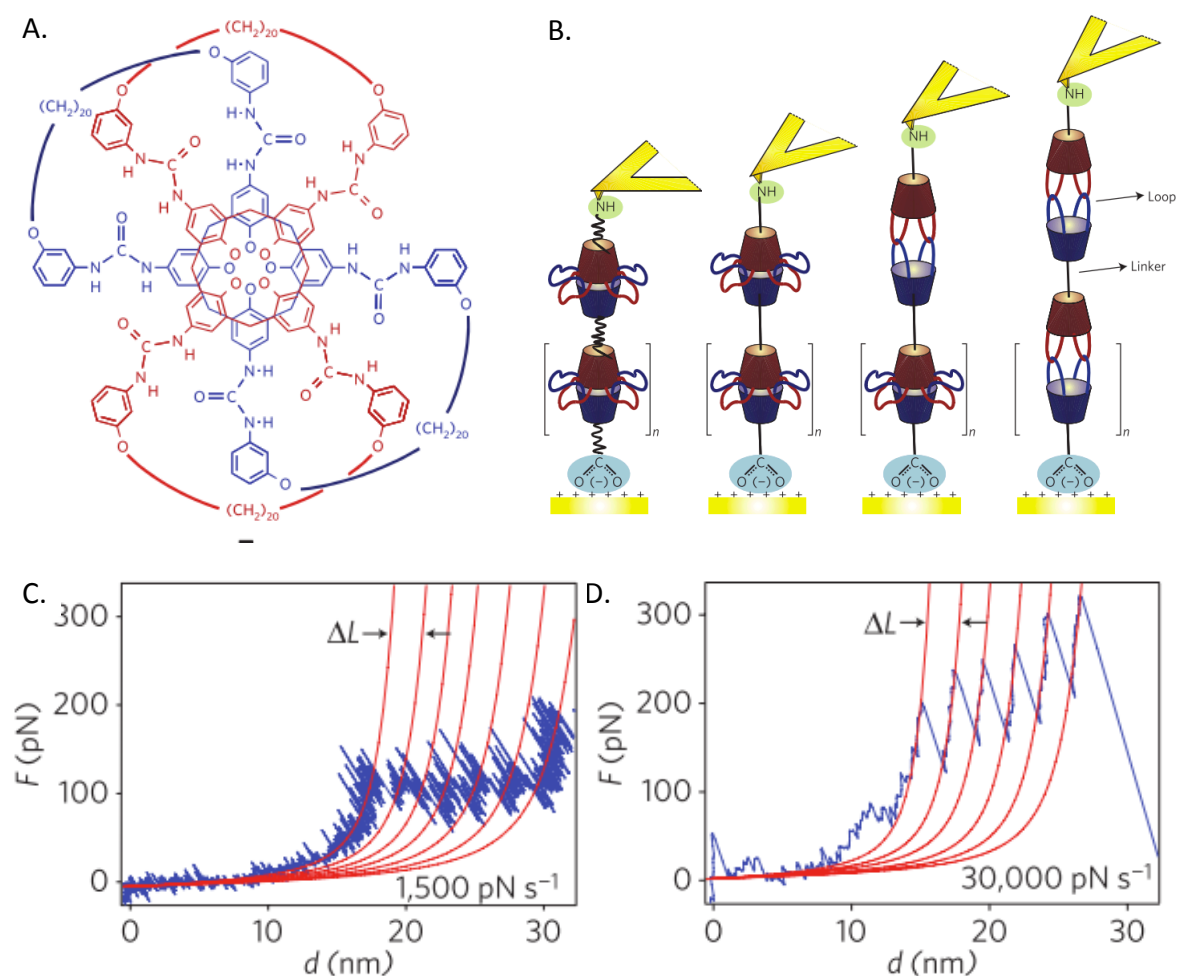 A.
(CH2)20
O
O
O
(CH2)20
H
N
C
O
N
H
NH
Loop
Linker
n
C
O (−) O
+ + + + + +
B.
NH
NH
NH
n
n
n
C
O (−) O
C
O (−) O
C
O (−) O
(CH2)20
(CH2)20
C.
300
200
100
0
F (pN)
ΔL
1,500 pN s⁻¹
0
10
20
30
d (nm)
D.
300
200
100
0
F (pN)
ΔL
30,000 pN s⁻¹
0
10
20
30
d (nm)